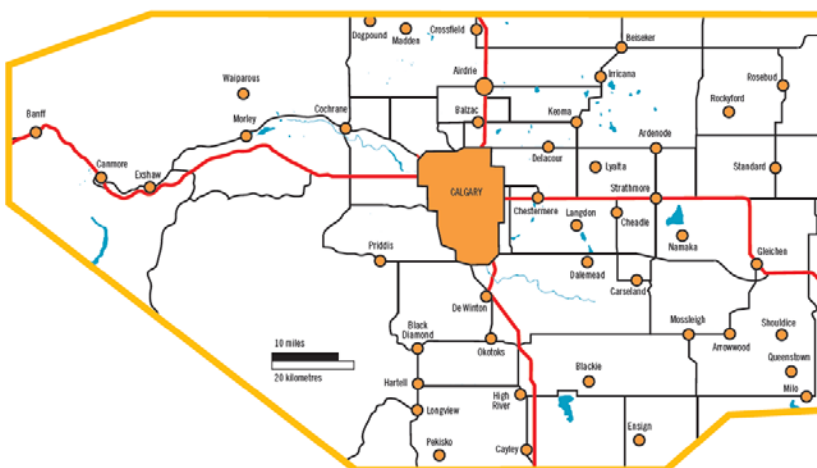 Dogpound
Madden
Crossfield
Beiseker
Airdrie
Irricana
Rosebud
Waiparous
Rockyford
Banff
Morley
Cochrane
Balzac
Keoma
Ardenode
Canmore
Exshaw
Delacour
Lyalta
Standard
CALGARY
Strathmore
Chestermere
Langdon
Cheadle
Namaka
Priddis
Dalemead
Gleichen
Carseland
De Winton
10 miles
20 kilometres
Black
Diamond
Okotoks
Mossleigh
Arrowwood
Shouldice
Queenstown
Blackie
Hartell
High
River
Milo
Longview
Ensign
Pekisko
Cayley